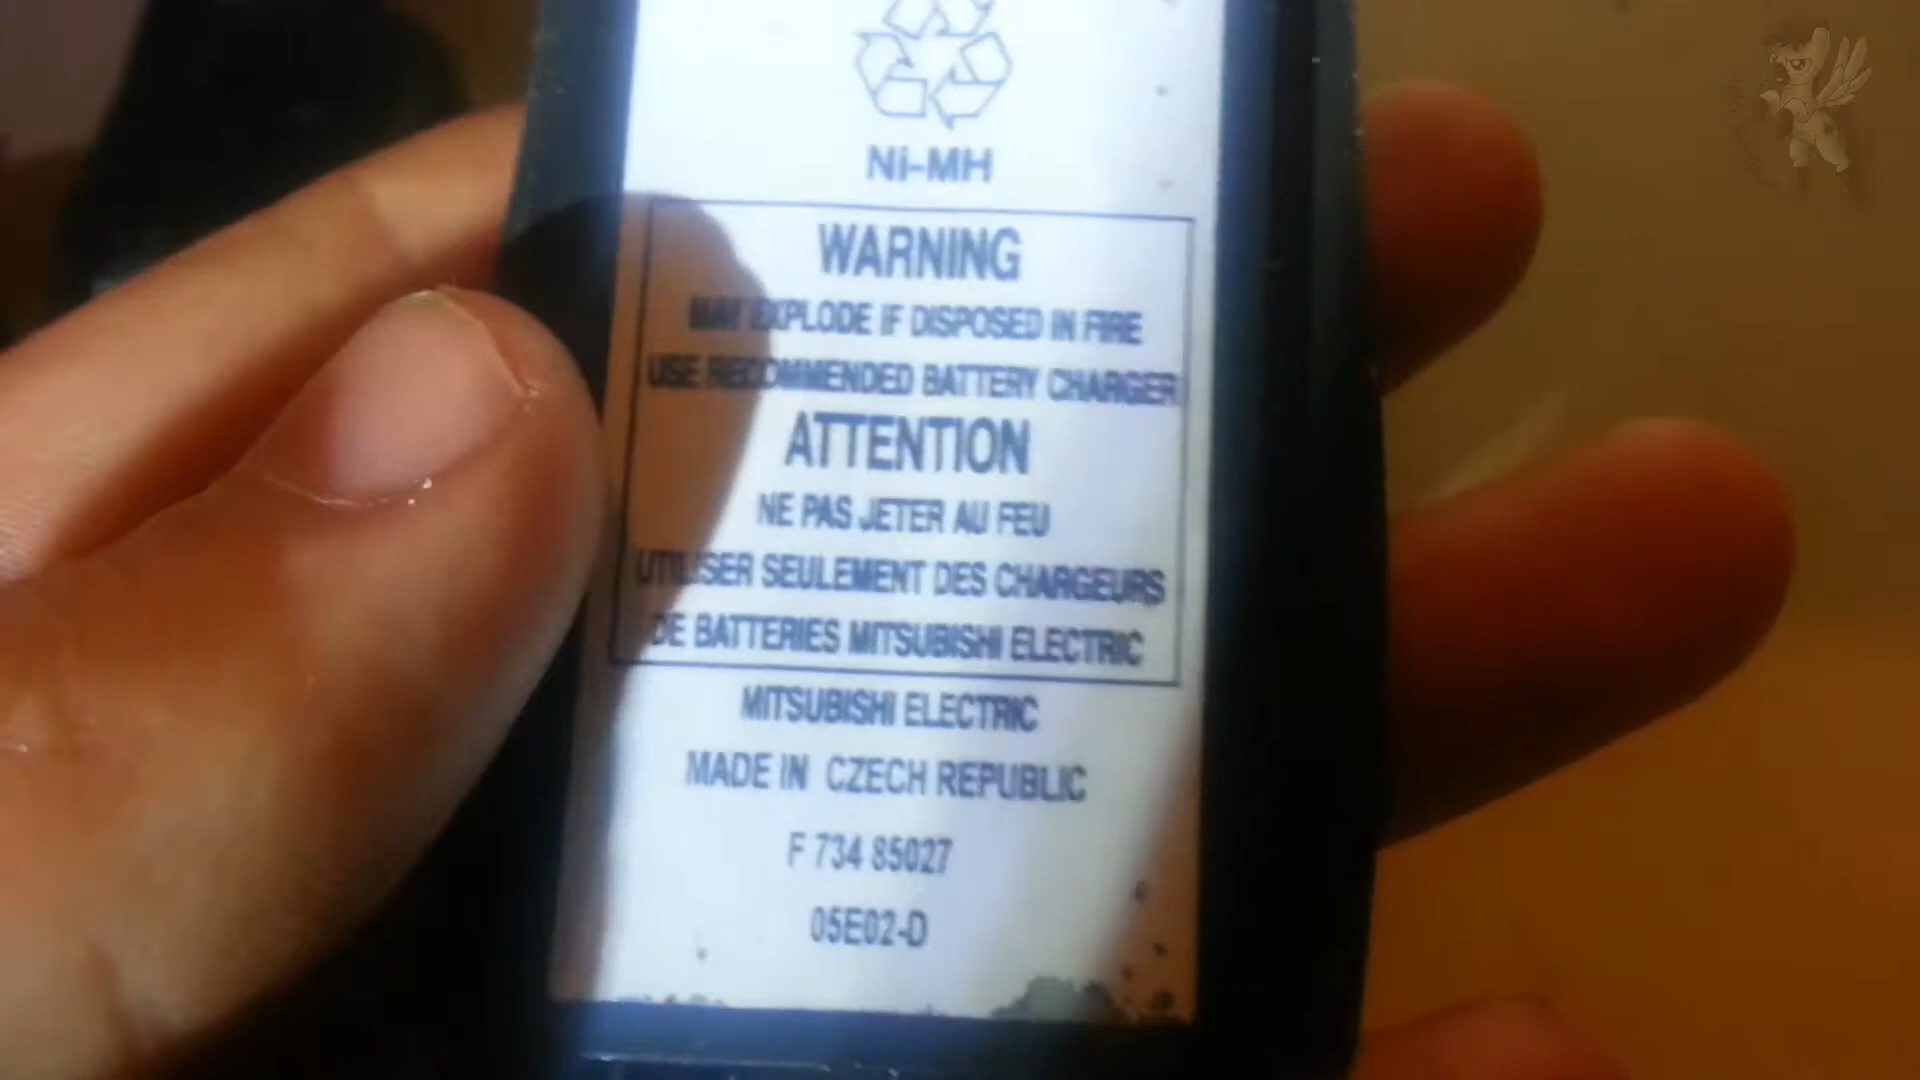 Ni-MH
WARNING
MAY EXPLODE IF DISPOSED IN FIRE
USE RECOMMENDED BATTERY CHARGER
ATTENTION
NE PAS JETER AU FEU
UTILISER SEULEMENT DES CHARGEURS
DE BATTERIES MITSUBISHI ELECTRIC
MITSUBISHI ELECTRIC
MADE IN CZECH REPUBLIC
F 734 85027
05E02-D